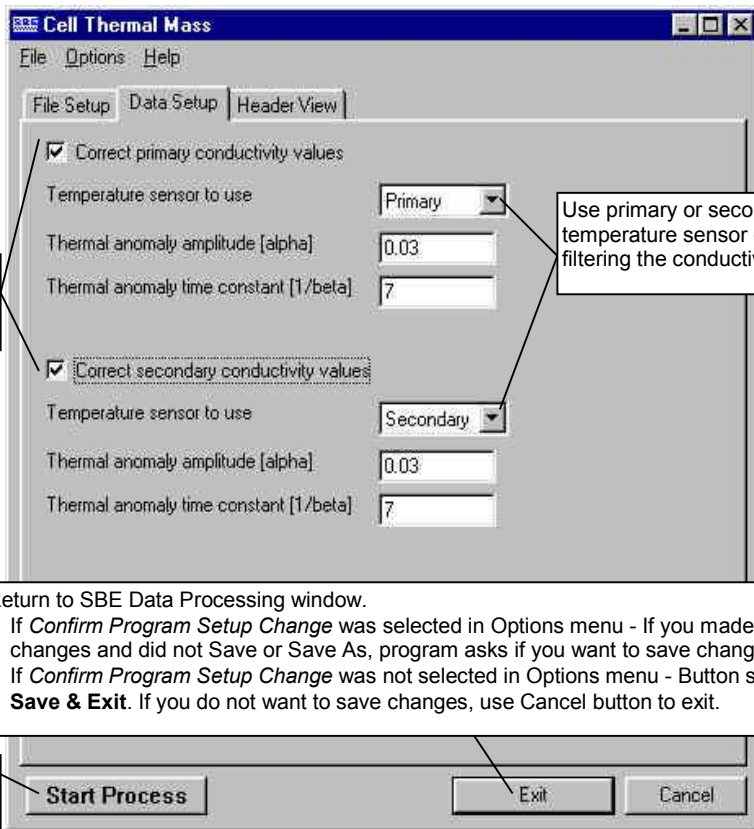 SBE Cell Thermal Mass
File Options Help
File Setup Data Setup Header View
Correct primary conductivity values
Temperature sensor to use Primary
Thermal anomaly amplitude [alpha] 0.03
Thermal anomaly time constant [1/beta] 7
Use primary or seco
temperature sensor
filtering the conducti
Correct secondary conductivity values
Temperature sensor to use Secondary
Thermal anomaly amplitude [alpha] 0.03
Thermal anomaly time constant [1/beta] 7
eturn to SBE Data Processing window.
If Confirm Program Setup Change was selected in Options menu - If you made
changes and did not Save or Save As, program asks if you want to save chang
If Confirm Program Setup Change was not selected in Options menu - Button s
Save & Exit. If you do not want to save changes, use Cancel button to exit.
Start Process Exit Cancel